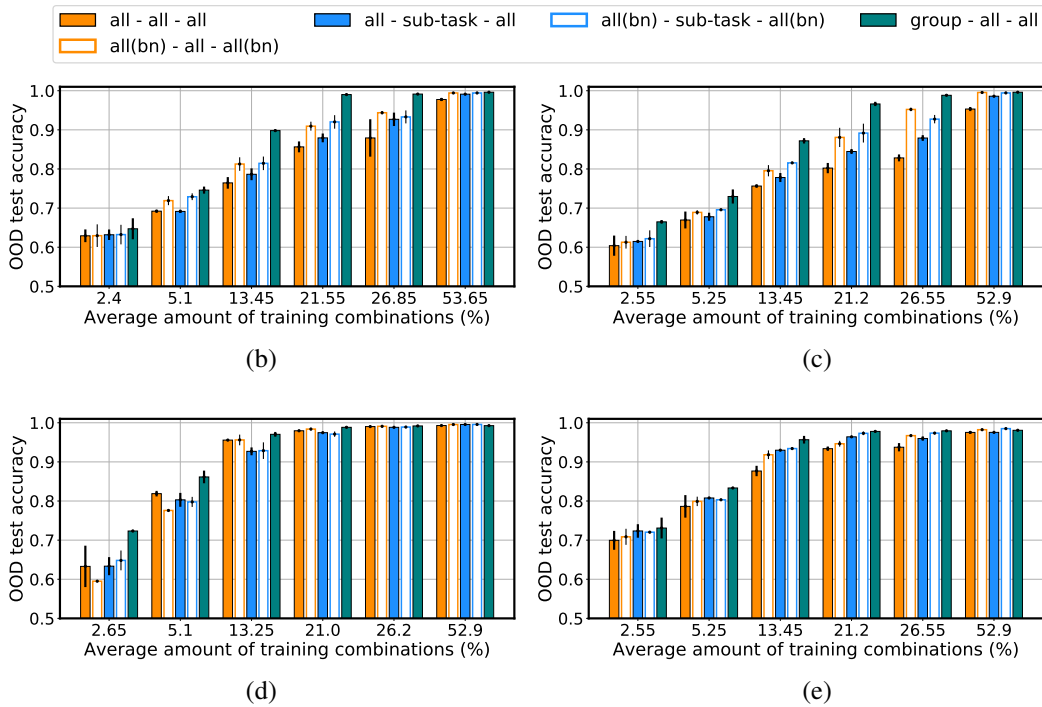 all - all - all
all - sub-task - all
all(bn) - sub-task - all(bn)
group - all - all
all(bn) - all - all(bn)
OOD test accuracy
1.0
0.9
0.8
0.7
0.6
0.5
2.4 5.1 13.45 21.55 26.85 53.65
Average amount of training combinations (%)
(b)
OOD test accuracy
1.0
0.9
0.8
0.7
0.6
0.5
2.55 5.25 13.45 21.2 26.55 52.9
Average amount of training combinations (%)
(c)
OOD test accuracy
1.0
0.9
0.8
0.7
0.6
0.5
2.65 5.1 13.25 21.0 26.2 52.9
Average amount of training combinations (%)
(d)
OOD test accuracy
1.0
0.9
0.8
0.7
0.6
0.5
2.55 5.25 13.45 21.2 26.55 52.9
Average amount of training combinations (%)
(e)